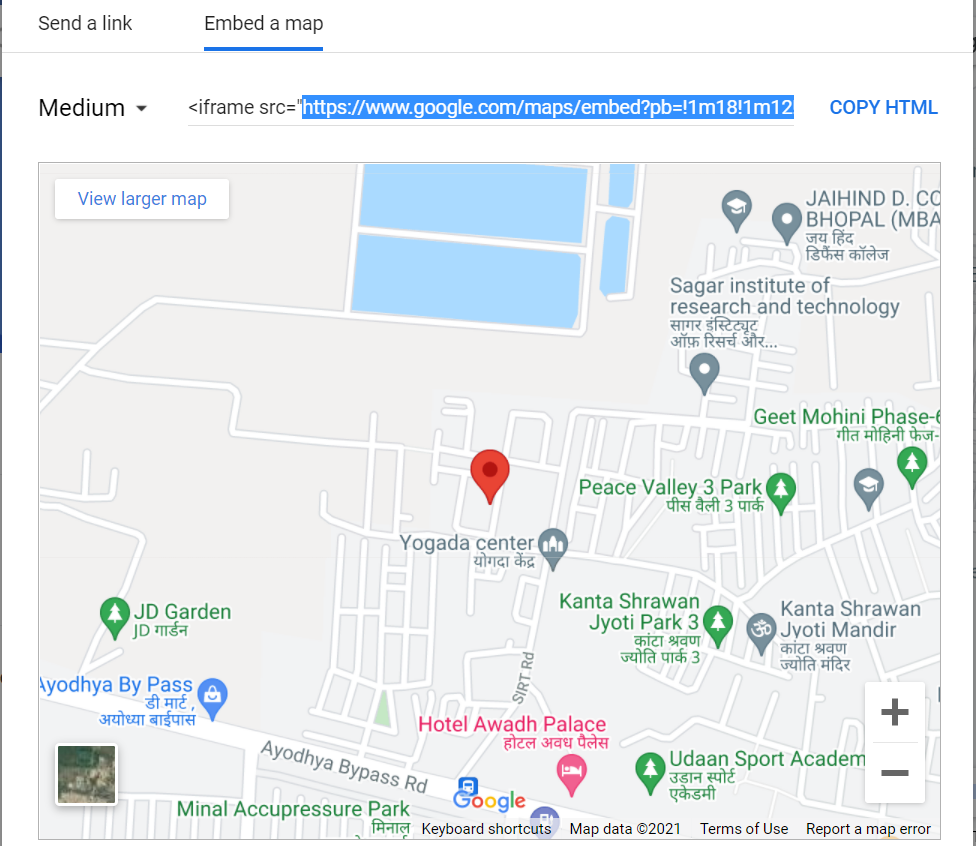 Send a link
Embed a map
Medium
<iframe src="https://www.google.com/maps/embed?pb=!1m18!1m12
COPY HTML
View larger map
JAIHIND D. CO
BHOPAL (MBA
जय हिंद
डिफेंस कॉलेज
Sagar institute of
research and technology
सागर इंस्टिट्यूट
ऑफ़ रिसर्च और...
Geet Mohini Phase-6
गीत मोहिनी फेज-
Peace Valley 3 Park
पीस वैली 3 पार्क
Yogada center
योगदा केंद्र
JD Garden
JD गार्डन
Kanta Shrawan
Jyoti Park 3
कांटा श्रवण
ज्योति पार्क 3
Kanta Shrawan
Jyoti Mandir
कांटा श्रवण
ज्योति मंदिर
SIRT Rd
Ayodhya By Pass
डी मार्ट ,
अयोध्या बाईपास
Hotel Awadh Palace
होटल अवध पैलेस
Ayodhya Bypass Rd
Udaan Sport Academ
उडान स्पोर्ट
एकेडमी
Google
Minal Accupressure Park
मिनाल
Keyboard shortcuts
Map data ©2021
Terms of Use
Report a map error